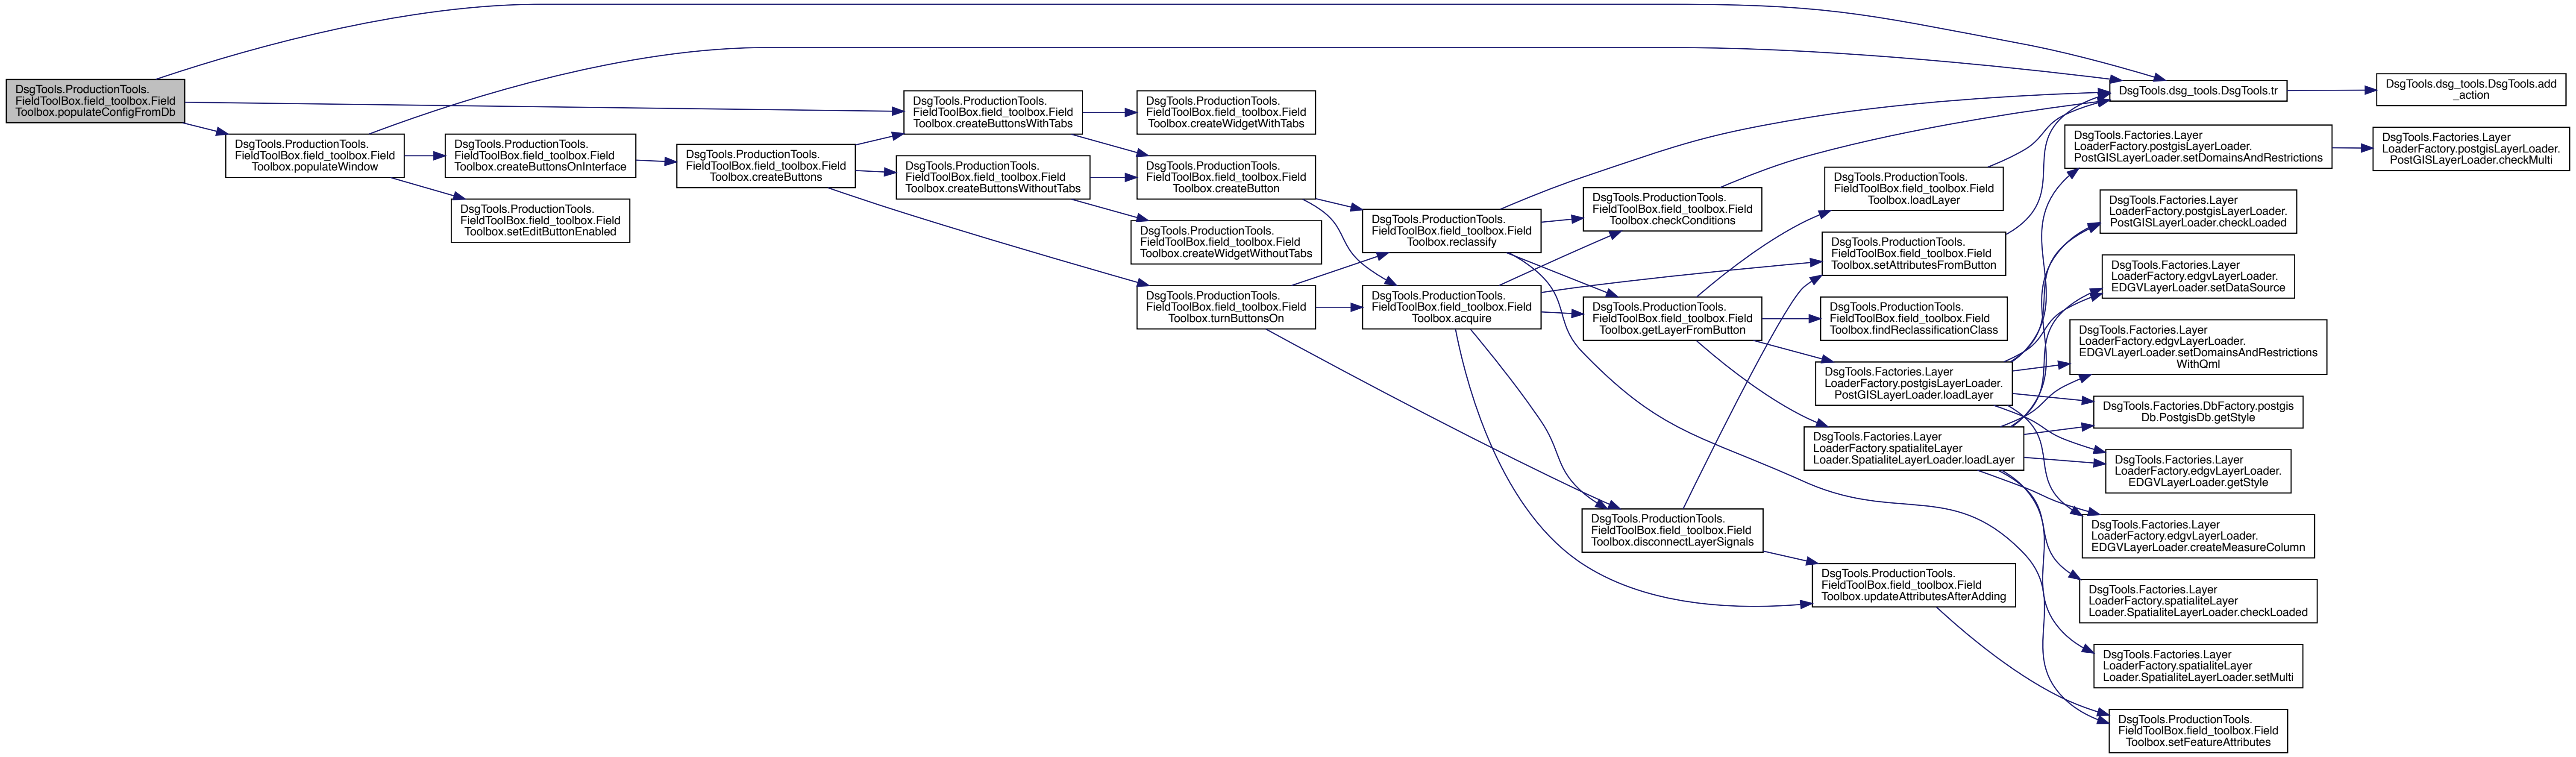 DsgTools.ProductionTools.
FieldToolBox.field_toolbox.Field
Toolbox.populateConfigFromDb
DsgTools.ProductionTools.
FieldToolBox.field_toolbox.Field
Toolbox.populateWindow
DsgTools.ProductionTools.
FieldToolBox.field_toolbox.Field
Toolbox.createButtonsOnInterface
DsgTools.ProductionTools.
FieldToolBox.field_toolbox.Field
Toolbox.setEditButtonEnabled
DsgTools.ProductionTools.
FieldToolBox.field_toolbox.Field
Toolbox.createButtons
DsgTools.ProductionTools.
FieldToolBox.field_toolbox.Field
Toolbox.createButtonsWithTabs
DsgTools.ProductionTools.
FieldToolBox.field_toolbox.Field
Toolbox.createButtonsWithoutTabs
DsgTools.ProductionTools.
FieldToolBox.field_toolbox.Field
Toolbox.createWidgetWithTabs
DsgTools.ProductionTools.
FieldToolBox.field_toolbox.Field
Toolbox.createButton
DsgTools.ProductionTools.
FieldToolBox.field_toolbox.Field
Toolbox.createWidgetWithoutTabs
DsgTools.ProductionTools.
FieldToolBox.field_toolbox.Field
Toolbox.turnButtonsOn
DsgTools.ProductionTools.
FieldToolBox.field_toolbox.Field
Toolbox.reclassify
DsgTools.ProductionTools.
FieldToolBox.field_toolbox.Field
Toolbox.acquire
DsgTools.ProductionTools.
FieldToolBox.field_toolbox.Field
Toolbox.checkConditions
DsgTools.ProductionTools.
FieldToolBox.field_toolbox.Field
Toolbox.getLayerFromButton
DsgTools.ProductionTools.
FieldToolBox.field_toolbox.Field
Toolbox.disconnectLayerSignals
DsgTools.ProductionTools.
FieldToolBox.field_toolbox.Field
Toolbox.loadLayer
DsgTools.ProductionTools.
FieldToolBox.field_toolbox.Field
Toolbox.setAttributesFromButton
DsgTools.ProductionTools.
FieldToolBox.field_toolbox.Field
Toolbox.findReclassificationClass
DsgTools.Factories.Layer
LoaderFactory.postgisLayerLoader.
PostGISLayerLoader.loadLayer
DsgTools.Factories.Layer
LoaderFactory.spatialiteLayer
Loader.SpatialiteLayerLoader.loadLayer
DsgTools.ProductionTools.
FieldToolBox.field_toolbox.Field
Toolbox.updateAttributesAfterAdding
DsgTools.dsg_tools.DsgTools.tr
DsgTools.Factories.Layer
LoaderFactory.postgisLayerLoader.
PostGISLayerLoader.setDomainsAndRestrictions
DsgTools.Factories.Layer
LoaderFactory.postgisLayerLoader.
PostGISLayerLoader.checkLoaded
DsgTools.Factories.Layer
LoaderFactory.edgvLayerLoader.
EDGVLayerLoader.setDataSource
DsgTools.Factories.Layer
LoaderFactory.edgvLayerLoader.
EDGVLayerLoader.setDomainsAndRestrictions
WithQml
DsgTools.Factories.DbFactory.postgis
Db.PostgisDb.getStyle
DsgTools.Factories.Layer
LoaderFactory.edgvLayerLoader.
EDGVLayerLoader.getStyle
DsgTools.Factories.Layer
LoaderFactory.edgvLayerLoader.
EDGVLayerLoader.createMeasureColumn
DsgTools.Factories.Layer
LoaderFactory.spatialiteLayer
Loader.SpatialiteLayerLoader.checkLoaded
DsgTools.Factories.Layer
LoaderFactory.spatialiteLayer
Loader.SpatialiteLayerLoader.setMulti
DsgTools.ProductionTools.
FieldToolBox.field_toolbox.Field
Toolbox.setFeatureAttributes
DsgTools.dsg_tools.DsgTools.add
_action
DsgTools.Factories.Layer
LoaderFactory.postgisLayerLoader.
PostGISLayerLoader.checkMulti